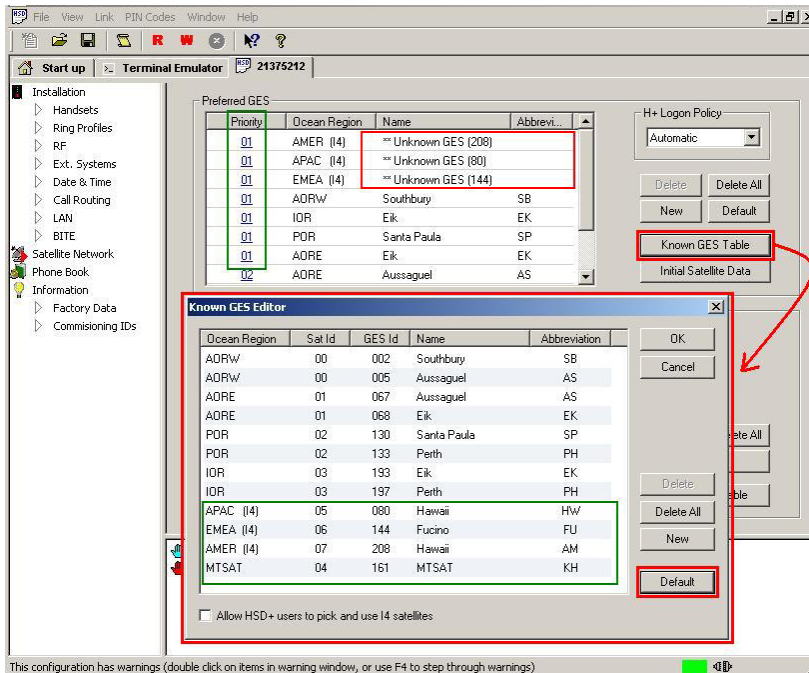 HSD File View Link PIN Codes Window Help
R W
Start up Terminal Emulator HSD 21375212
Installation
Handsets
Ring Profiles
RF
Ext. Systems
Date & Time
Call Routing
LAN
BITE
Satellite Network
Phone Book
Information
Factory Data
Commisioning IDs
Preferred GES
Priority Ocean Region Name Abbrevi...
01 AMER (I4) ** Unknown GES (208)
01 APAC (I4) ** Unknown GES (80)
01 EMEA (I4) ** Unknown GES (144)
01 AORW Southbury SB
01 IOR Eik EK
01 POR Santa Paula SP
01 AORE Eik EK
02 AORE Aussaguel AS
H+ Logon Policy
Automatic
Delete Delete All
New Default
Known GES Table
Initial Satellite Data
Known GES Editor
Ocean Region Sat Id GES Id Name Abbreviation
AORW 00 002 Southbury SB
AORW 00 005 Aussaguel AS
AORE 01 067 Aussaguel AS
AORE 01 068 Eik EK
POR 02 130 Santa Paula SP
POR 02 133 Perth PH
IOR 03 193 Eik EK
IOR 03 197 Perth PH
APAC (I4) 05 080 Hawaii HW
EMEA (I4) 06 144 Fucino FU
AMER (I4) 07 208 Hawaii AM
MTSAT 04 161 MTSAT KH
OK
Cancel
Delete
Delete All
New
Default
Allow HSD+ users to pick and use I4 satellites
ete All
ble
This configuration has warnings (double click on items in warning window, or use F4 to step through warnings)